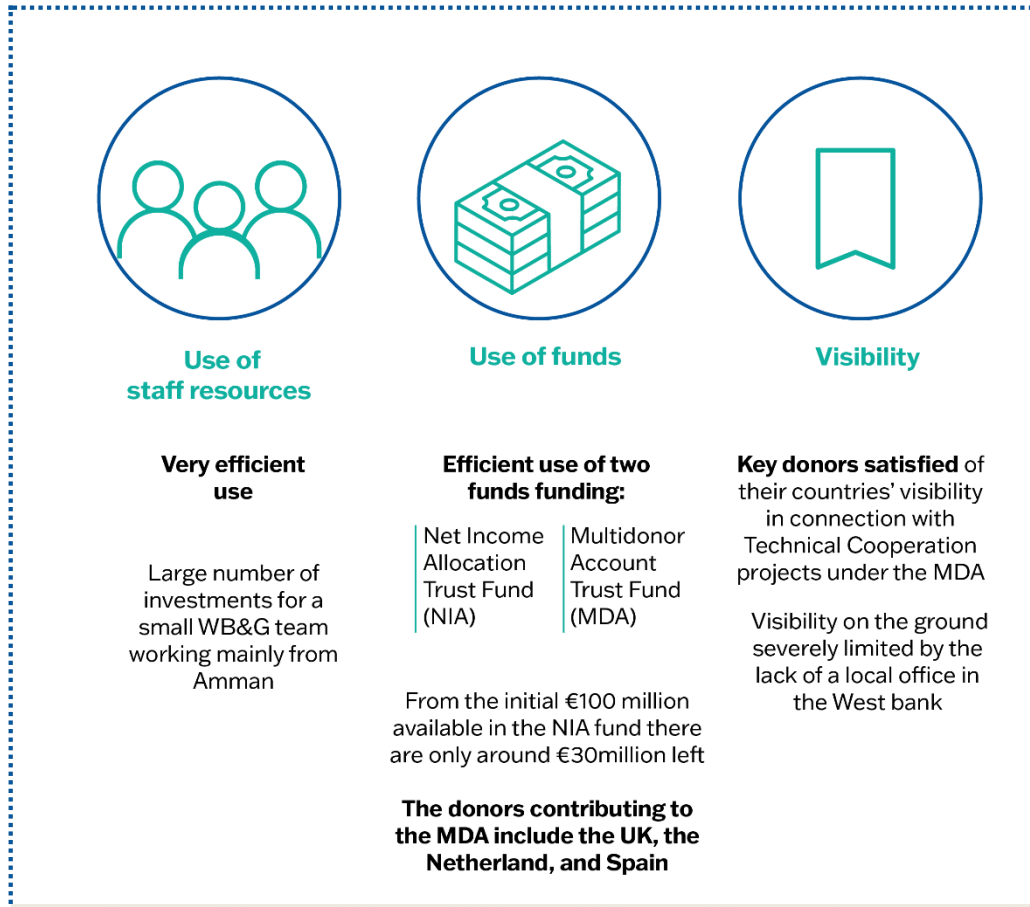 Use of
staff resources
Very efficient
use
Large number of
investments for a
small WB&G team
working mainly from
Amman
Use of funds
Efficient use of two
funds funding:
Net Income
Allocation
Trust Fund
(NIA)
Multidonor
Account
Trust Fund
(MDA)
From the initial €100 million
available in the NIA fund there
are only around €30million left
The donors contributing to
the MDA include the UK, the
Netherland, and Spain
Visibility
Key donors satisfied of
their countries’ visibility
in connection with
Technical Cooperation
projects under the MDA
Visibility on the ground
severely limited by the
lack of a local office in
the West bank